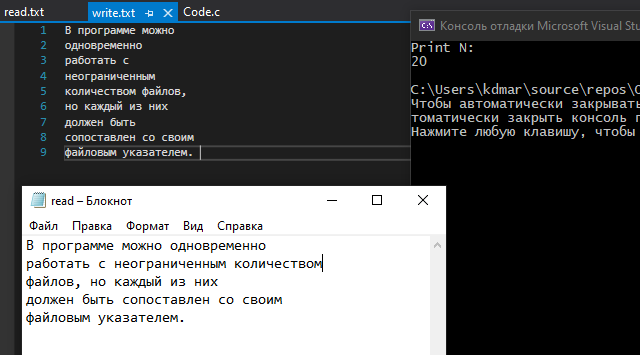 read.txt write.txt Code.c
1 В программе можно
2 одновременно
3 работать с
4 неограниченным
5 количеством файлов,
6 но каждый из них
7 должен быть
8 сопоставлен со своим
9 файловым указателем.
Консоль отладки Microsoft Visual Stu
Print N:
20
C:\Users\kdmar\source\repos\
Чтобы автоматически закрывать
томатически закрыть консоль п
Нажмите любую клавишу, чтобы
read – Блокнот
Файл Правка Формат Вид Справка
В программе можно одновременно
работать с неограниченным количеством
файлов, но каждый из них
должен быть сопоставлен со своим
файловым указателем.